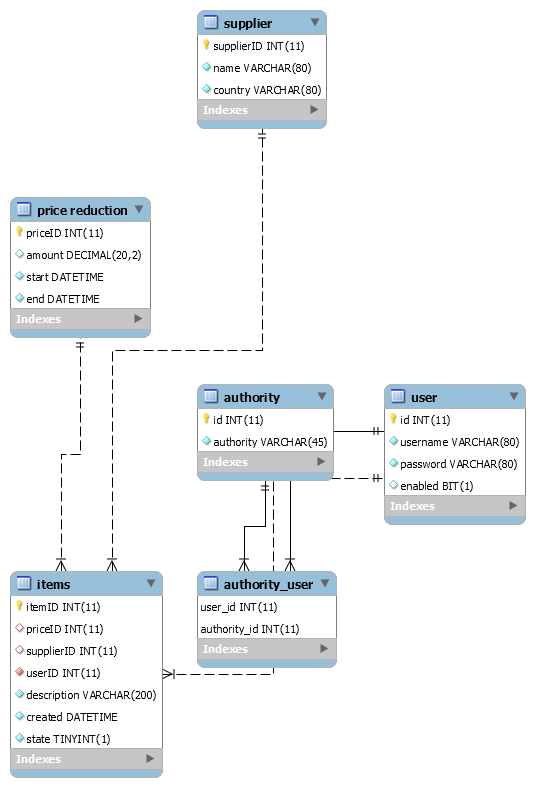 supplier
supplierID INT(11)
name VARCHAR(80)
country VARCHAR(80)
Indexes
price reduction
priceID INT(11)
amount DECIMAL(20,2)
start DATETIME
end DATETIME
Indexes
authority
id INT(11)
authority VARCHAR(45)
Indexes
user
id INT(11)
username VARCHAR(80)
password VARCHAR(80)
enabled BIT(1)
Indexes
items
itemID INT(11)
priceID INT(11)
supplierID INT(11)
userID INT(11)
description VARCHAR(200)
created DATETIME
state TINYINT(1)
Indexes
authority_user
user_id INT(11)
authority_id INT(11)
Indexes